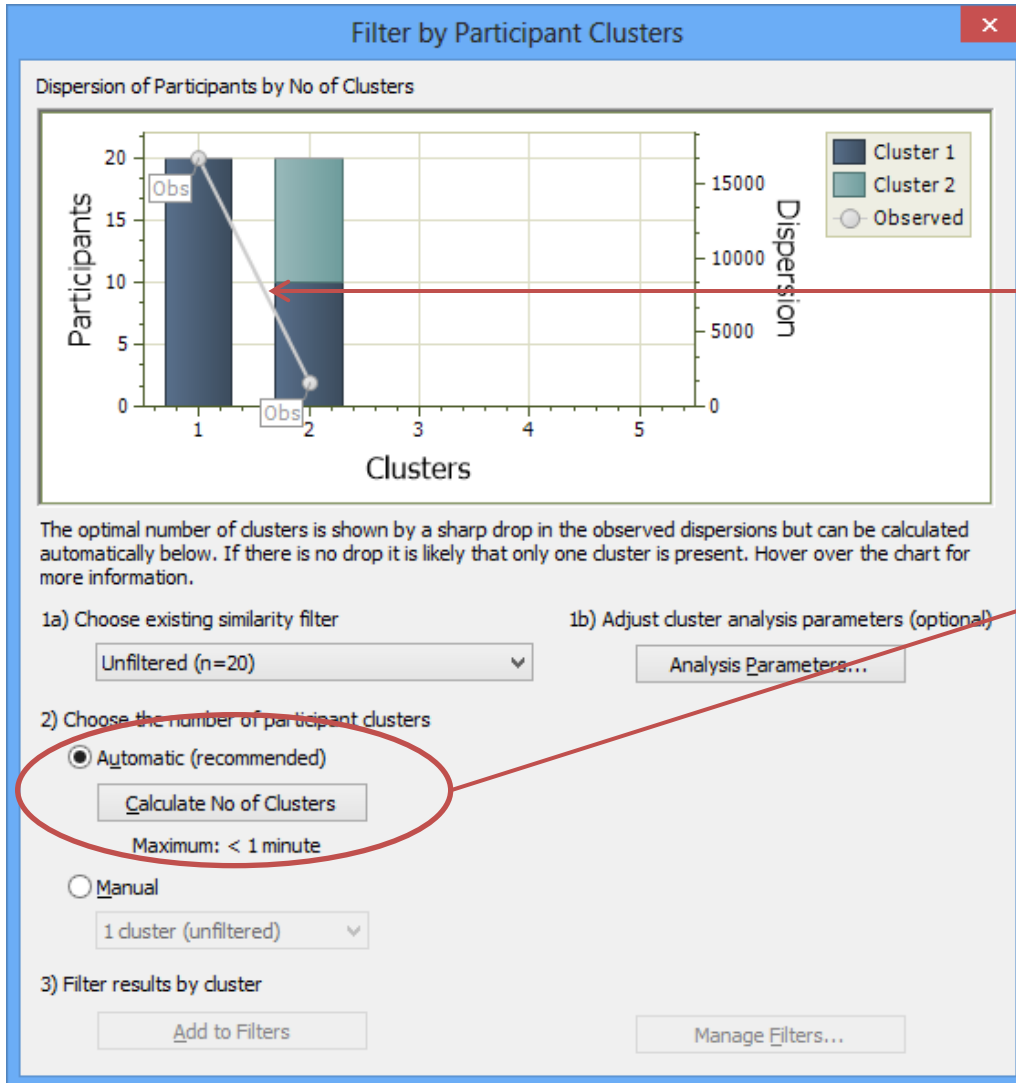 Filter by Participant Clusters
×
Dispersion of Participants by No of Clusters
20
15
10
5
0
Participants
Obs
Obs
1
2
3
4
5
Clusters
15000
10000
5000
0
Dispersion
Cluster 1
Cluster 2
Observed
The optimal number of clusters is shown by a sharp drop in the observed dispersions but can be calculated
automatically below. If there is no drop it is likely that only one cluster is present. Hover over the chart for
more information.
1a) Choose existing similarity filter
1b) Adjust cluster analysis parameters (optional)
Unfiltered (n=20)
Analysis Parameters...
2) Choose the number of participant clusters
Automatic (recommended)
Calculate No of Clusters
Maximum: < 1 minute
Manual
1 cluster (unfiltered)
3) Filter results by cluster
Add to Filters
Manage Filters...